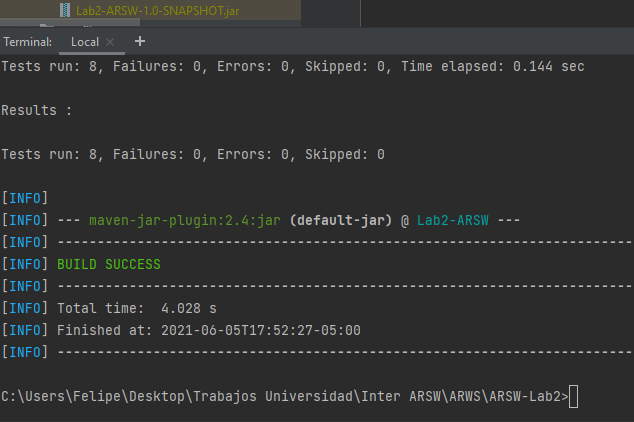 Lab2-ARSW-1.0-SNAPSHOT.jar
Terminal: Local × +
Tests run: 8, Failures: 0, Errors: 0, Skipped: 0, Time elapsed: 0.144 sec
Results :
Tests run: 8, Failures: 0, Errors: 0, Skipped: 0
[INFO]
[INFO] --- maven-jar-plugin:2.4:jar (default-jar) @ Lab2-ARSW ---
[INFO] ------------------------------------------------------------------------
[INFO] BUILD SUCCESS
[INFO] ------------------------------------------------------------------------
[INFO] Total time:  4.028 s
[INFO] Finished at: 2021-06-05T17:52:27-05:00
[INFO] ------------------------------------------------------------------------
C:\Users\Felipe\Desktop\Trabajos Universidad\Inter ARSW\ARWS\ARSW-Lab2>